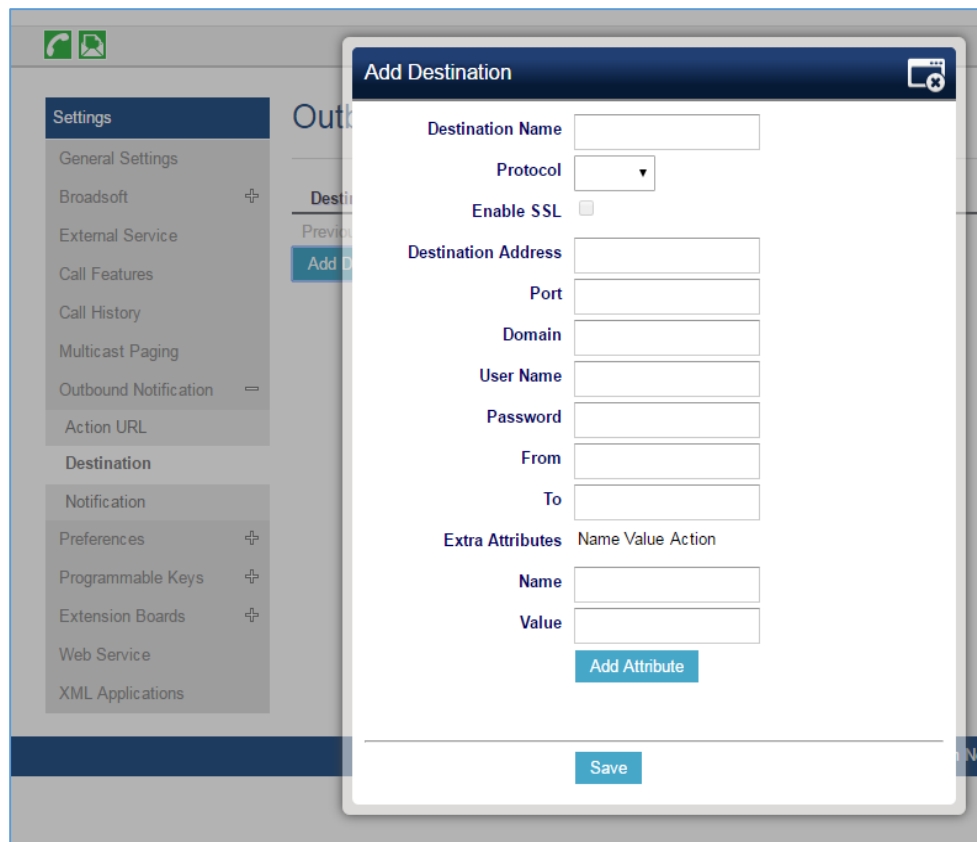 Settings
General Settings
Broadsoft
External Service
Call Features
Call History
Multicast Paging
Outbound Notification
Action URL
Destination
Notification
Preferences
Programmable Keys
Extension Boards
Web Service
XML Applications
Add Destination
Destination Name
Protocol
Enable SSL
Destination Address
Port
Domain
User Name
Password
From
To
Extra Attributes Name Value Action
Name
Value
Add Attribute
Save